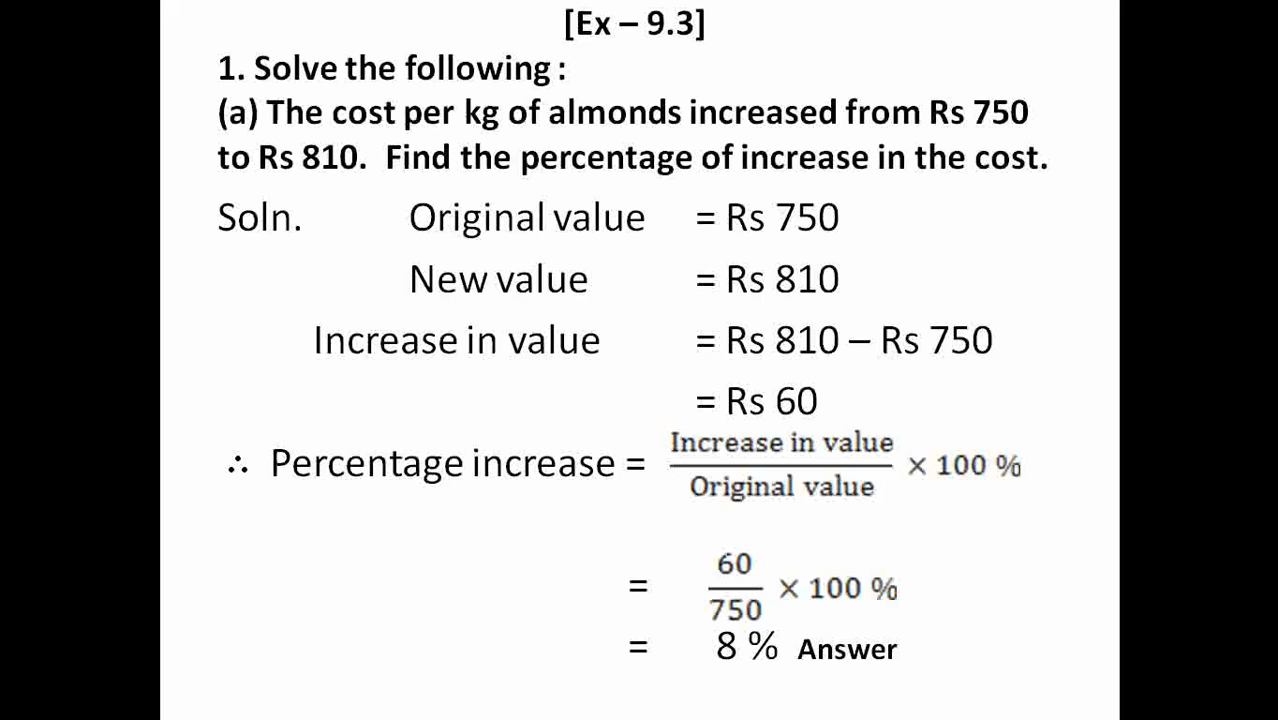 [Ex – 9.3]
1. Solve the following :
(a) The cost per kg of almonds increased from Rs 750
to Rs 810. Find the percentage of increase in the cost.
Soln. Original value = Rs 750
New value = Rs 810
Increase in value = Rs 810 – Rs 750
= Rs 60
∴ Percentage increase = Increase in value / Original value × 100 %
= 60 / 750 × 100 %
= 8 % Answer